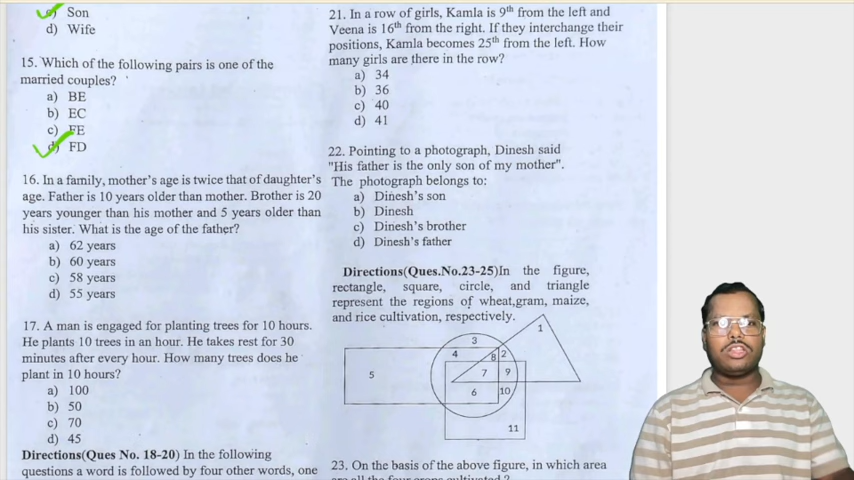 c) Son
d) Wife
15. Which of the following pairs is one of the
married couples?
a) BE
b) EC
c) FE
d) FD
16. In a family, mother's age is twice that of daughter's
age. Father is 10 years older than mother. Brother is 20
years younger than his mother and 5 years older than
his sister. What is the age of the father?
a) 62 years
b) 60 years
c) 58 years
d) 55 years
17. A man is engaged for planting trees for 10 hours.
He plants 10 trees in an hour. He takes rest for 30
minutes after every hour. How many trees does he
plant in 10 hours?
a) 100
b) 50
c) 70
d) 45
Directions(Ques No. 18-20) In the following
questions a word is followed by four other words, one
21. In a row of girls, Kamla is 9th from the left and
Veena is 16th from the right. If they interchange their
positions, Kamla becomes 25th from the left. How
many girls are there in the row?
a) 34
b) 36
c) 40
d) 41
22. Pointing to a photograph, Dinesh said
"His father is the only son of my mother".
The photograph belongs to:
a) Dinesh's son
b) Dinesh
c) Dinesh's brother
d) Dinesh's father
Directions(Ques.No.23-25)In the figure,
rectangle, square, circle, and triangle
represent the regions of wheat,gram, maize,
and rice cultivation, respectively.
1
3
4
8
2
5
7
9
6
10
11
23. On the basis of the above figure, in which area
are all the four crops cultivated ?